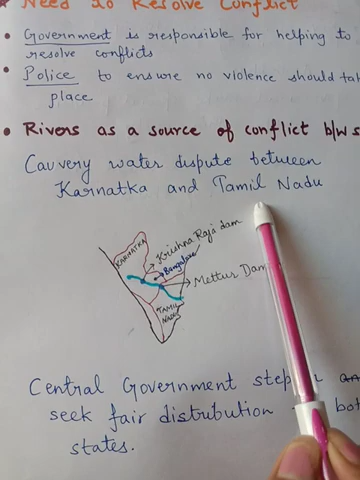 Need to Resolve Conflict
• Government is responsible for helping to
resolve conflicts
• Police to ensure no violence should tak
place
• Rivers as a source of conflict b/w s
Cauvery water dispute between
Karnatka and Tamil Nadu
KARNATKA
Krishna Raja dam
Bangalore
Mettur Dam
TAMIL
NADU
Central Government step
seek fair distrubution bot
states.